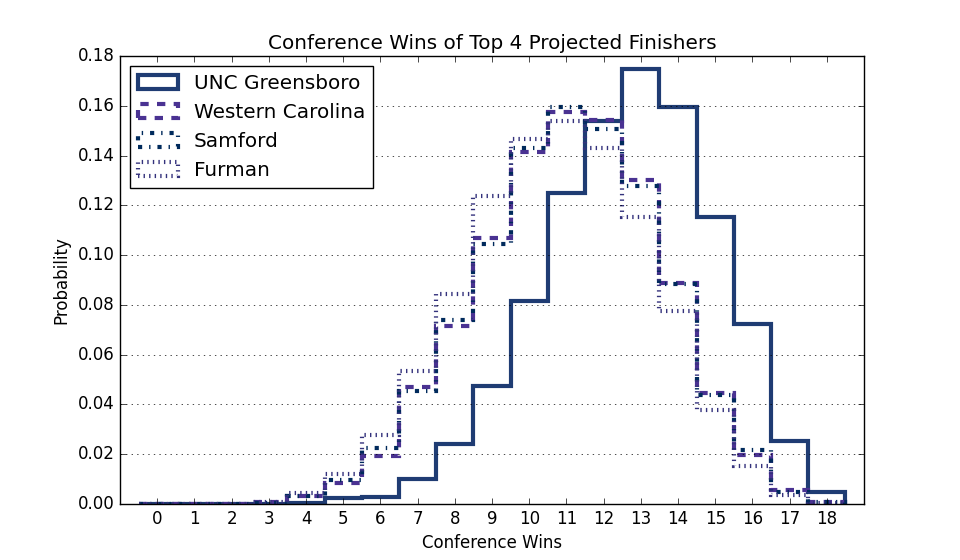 Conference Wins of Top 4 Projected Finishers
UNC Greensboro
Western Carolina
Samford
Furman
Probability
0.18
0.16
0.14
0.12
0.10
0.08
0.06
0.04
0.02
0.00
0 1 2 3 4 5 6 7 8 9 10 11 12 13 14 15 16 17 18
Conference Wins